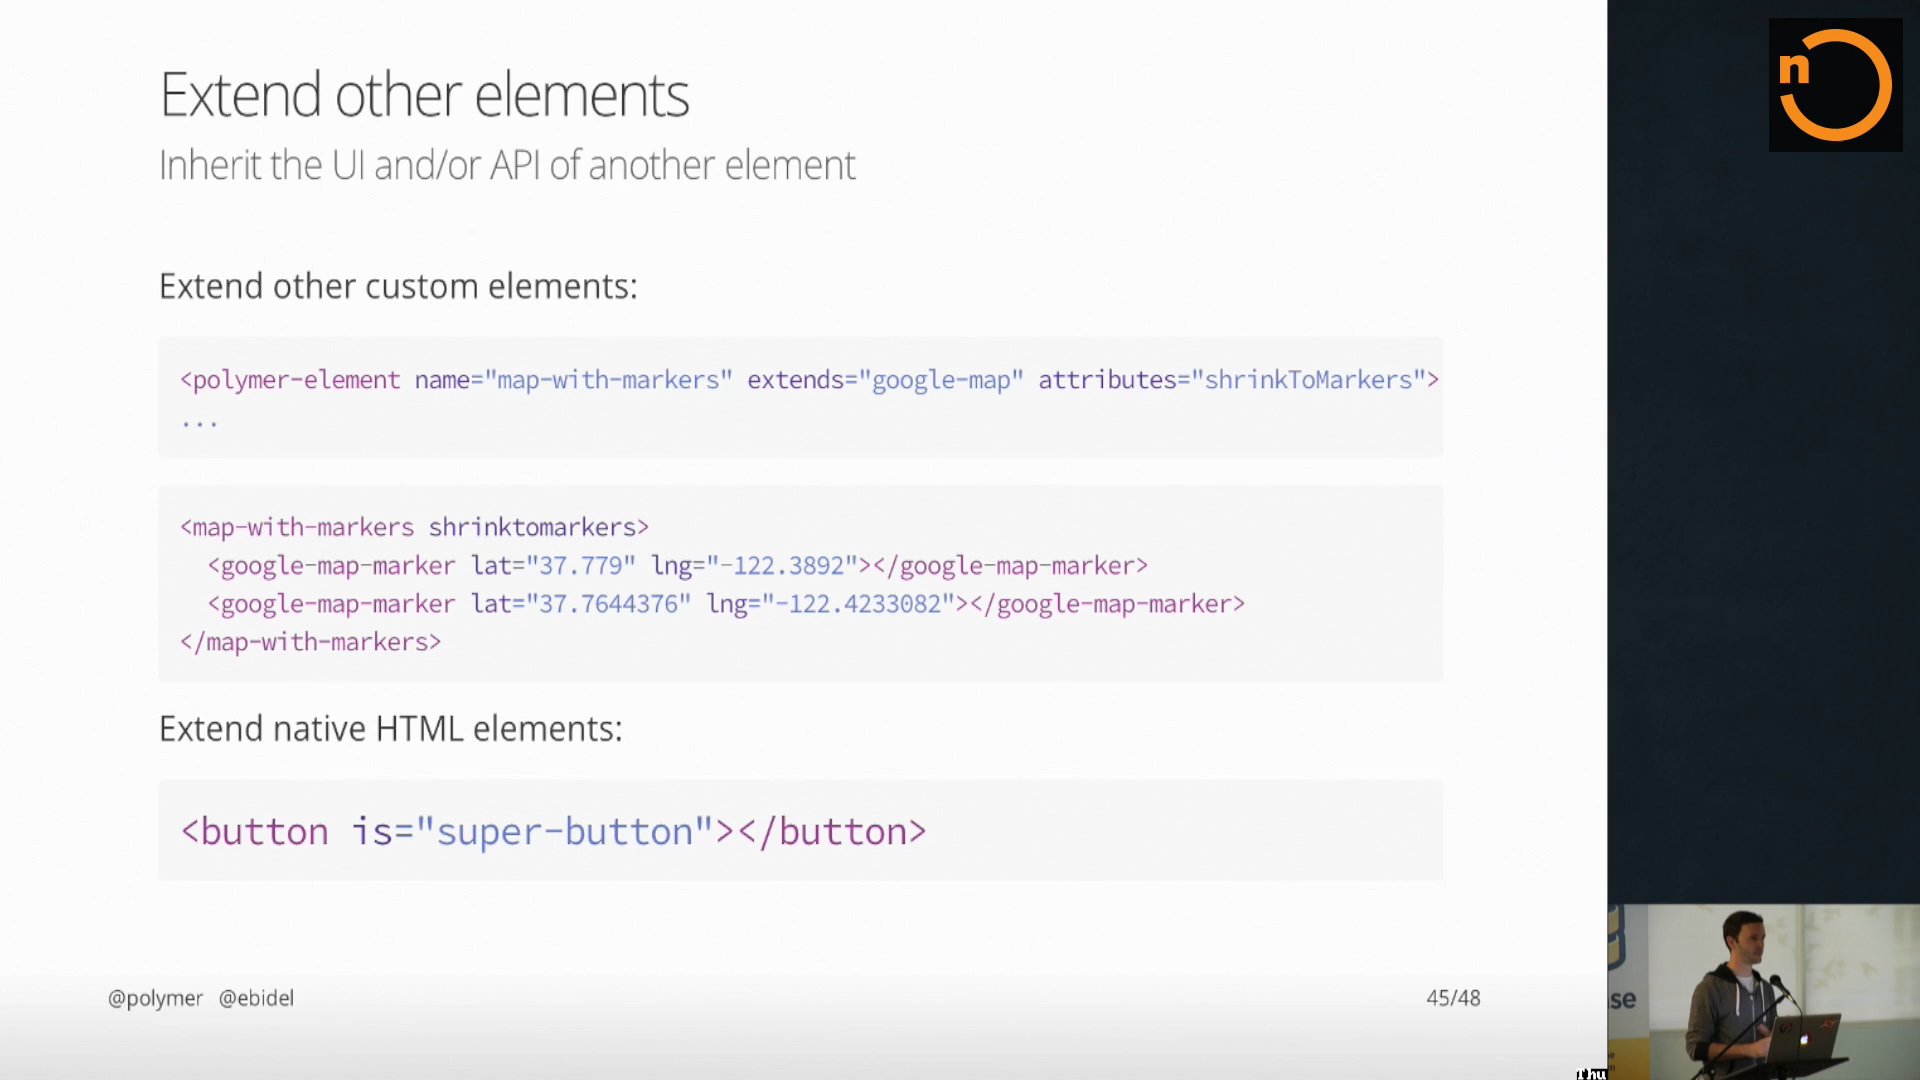 Extend other elements
Inherit the UI and/or API of another element
Extend other custom elements:
<polymer-element name="map-with-markers" extends="google-map" attributes="shrinkToMarkers">
...
<map-with-markers shrinktomarkers>
<google-map-marker lat="37.779" lng="-122.3892"></google-map-marker>
<google-map-marker lat="37.7644376" lng="-122.4233082"></google-map-marker>
</map-with-markers>
Extend native HTML elements:
<button is="super-button"></button>
@polymer @ebidel
45/48
n
se
Thu